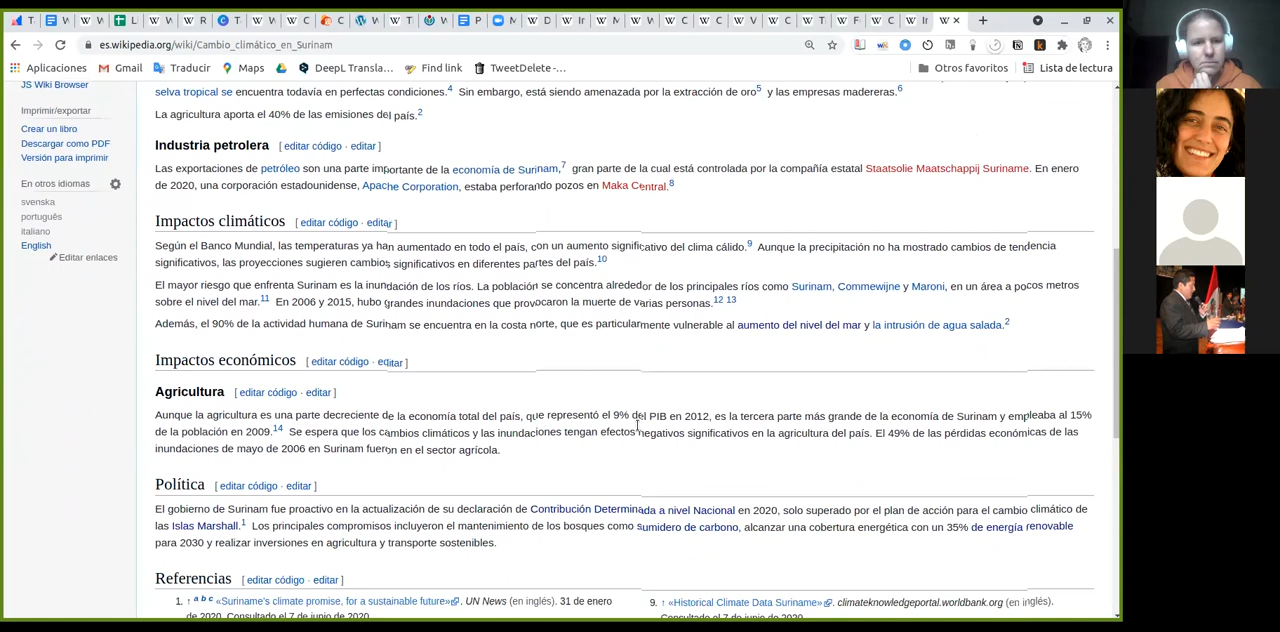 T W W L W W R C T W W C C W T W P M D W In W M W W C C V C T F C In W
es.wikipedia.org/wiki/Cambio_climático_en_Surinam
Aplicaciones Gmail Traducir Maps DeepL Transla... Find link TweetDelete -... Otros favoritos Lista de lectura
JS Wiki Browser
Imprimir/exportar
Crear un libro
Descargar como PDF
Versión para imprimir
En otros idiomas
svenska
português
italiano
English
Editar enlaces
selva tropical se encuentra todavía en perfectas condiciones.4 Sin embargo, está siendo amenazada por la extracción de oro5 y las empresas madereras.6
La agricultura aporta el 40% de las emisiones del país.2
Industria petrolera [ editar código · editar ]
Las exportaciones de petróleo son una parte importante de la economía de Surinam,7 gran parte de la cual está controlada por la compañía estatal Staatsolie Maatschappij Suriname. En enero
de 2020, una corporación estadounidense, Apache Corporation, estaba perforando pozos en Maka Central.8
Impactos climáticos [ editar código · editar ]
Según el Banco Mundial, las temperaturas ya han aumentado en todo el país, con un aumento significativo del clima cálido.9 Aunque la precipitación no ha mostrado cambios de tendencia
significativos, las proyecciones sugieren cambios significativos en diferentes partes del país.10
El mayor riesgo que enfrenta Surinam es la inundación de los ríos. La población se concentra alrededor de los principales ríos como Surinam, Commewijne y Maroni, en un área a pocos metros
sobre el nivel del mar.11 En 2006 y 2015, hubo grandes inundaciones que provocaron la muerte de varias personas.12 13
Además, el 90% de la actividad humana de Surinam se encuentra en la costa norte, que es particularmente vulnerable al aumento del nivel del mar y la intrusión de agua salada.2
Impactos económicos [ editar código · editar ]
Agricultura [ editar código · editar ]
Aunque la agricultura es una parte decreciente de la economía total del país, que representó el 9% del PIB en 2012, es la tercera parte más grande de la economía de Surinam y empleaba al 15%
de la población en 2009.14 Se espera que los cambios climáticos y las inundaciones tengan efectos negativos significativos en la agricultura del país. El 49% de las pérdidas económicas de las
inundaciones de mayo de 2006 en Surinam fueron en el sector agrícola.
Política [ editar código · editar ]
El gobierno de Surinam fue proactivo en la actualización de su declaración de Contribución Determinada a nivel Nacional en 2020, solo superado por el plan de acción para el cambio climático de
las Islas Marshall.1 Los principales compromisos incluyeron el mantenimiento de los bosques como sumidero de carbono, alcanzar una cobertura energética con un 35% de energía renovable
para 2030 y realizar inversiones en agricultura y transporte sostenibles.
Referencias [ editar código · editar ]
1. ↑ a b c «Suriname's climate promise, for a sustainable future». UN News (en inglés). 31 de enero
de 2020. Consultado el 7 de junio de 2020.
9. ↑ «Historical Climate Data Suriname». climateknowledgeportal.worldbank.org (en inglés).
Consultado el 7 de junio de 2020.